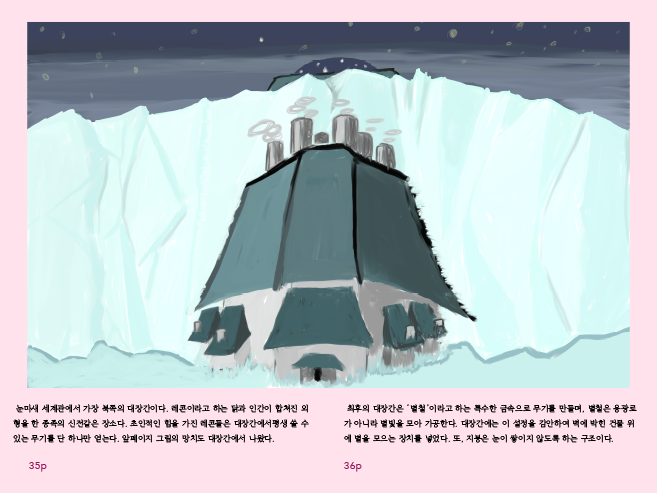 눈마새 세계관에서 가장 북쪽의 대장간이다. 레콘이라고 하는 닭과 인간이 합쳐진 외
형을 한 종족의 신전같은 장소다. 초인적인 힘을 가진 레콘들은 대장간에서평생 쓸 수
있는 무기를 단 하나만 얻는다. 앞페이지 그림의 망치도 대장간에서 나왔다.
35p
최후의 대장간은 '별철'이라고 하는 특수한 금속으로 무기를 만들며, 별철은 용광로
가 아니라 별빛을 모아 가공한다. 대장간에는 이 설정을 감안하여 벽에 박힌 건물 위
에 별을 모으는 장치를 넣었다. 또, 지붕은 눈이 쌓이지 않도록 하는 구조이다.
36p